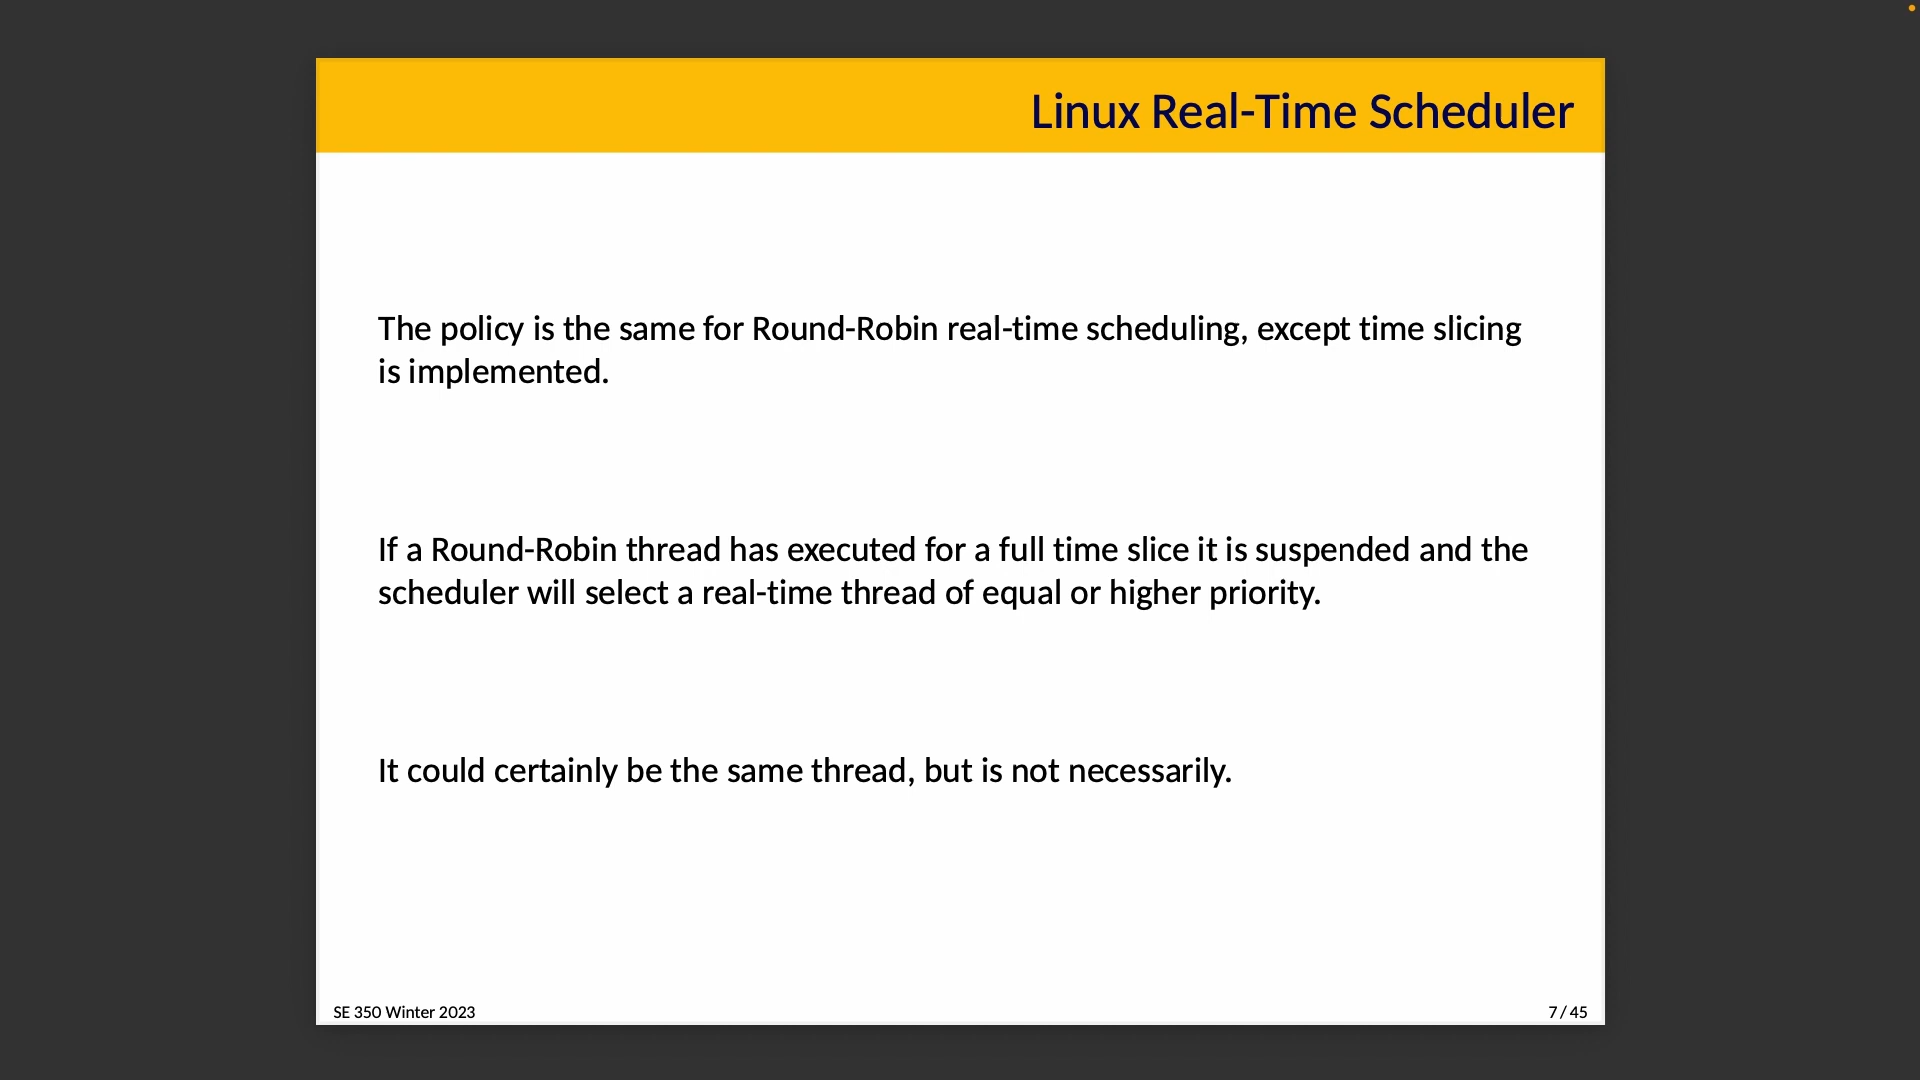 Linux Real-Time Scheduler
The policy is the same for Round-Robin real-time scheduling, except time slicing
is implemented.
If a Round-Robin thread has executed for a full time slice it is suspended and the
scheduler will select a real-time thread of equal or higher priority.
It could certainly be the same thread, but is not necessarily.
SE 350 Winter 2023
7 / 45